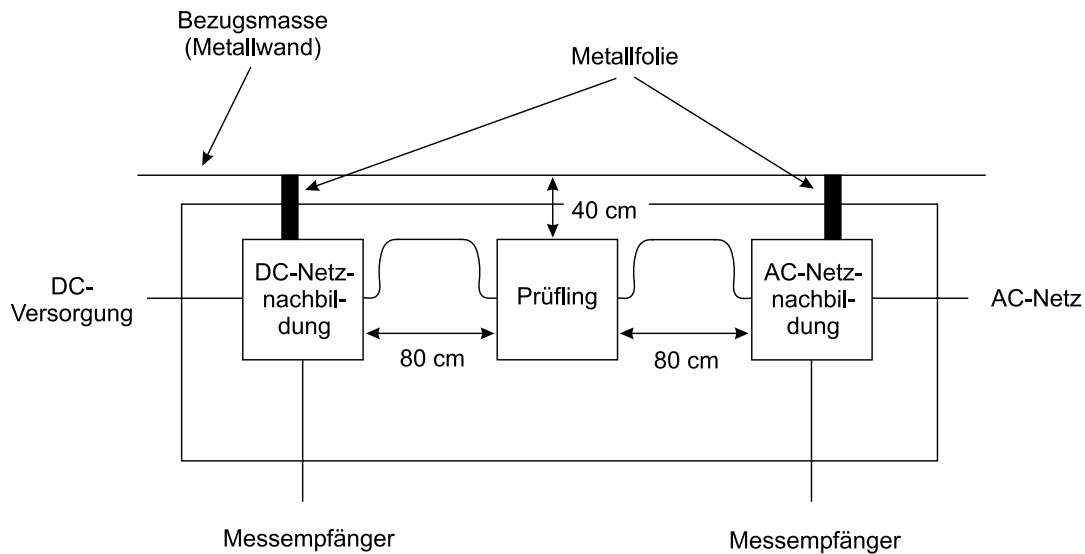 Bezugsmasse
(Metallwand)
Metallfolie
40 cm
DC-
Versorgung
DC-Netz-
nachbil-
dung
Prüfling
AC-Netz-
nachbil-
dung
AC-Netz
80 cm
80 cm
Messempfänger
Messempfänger